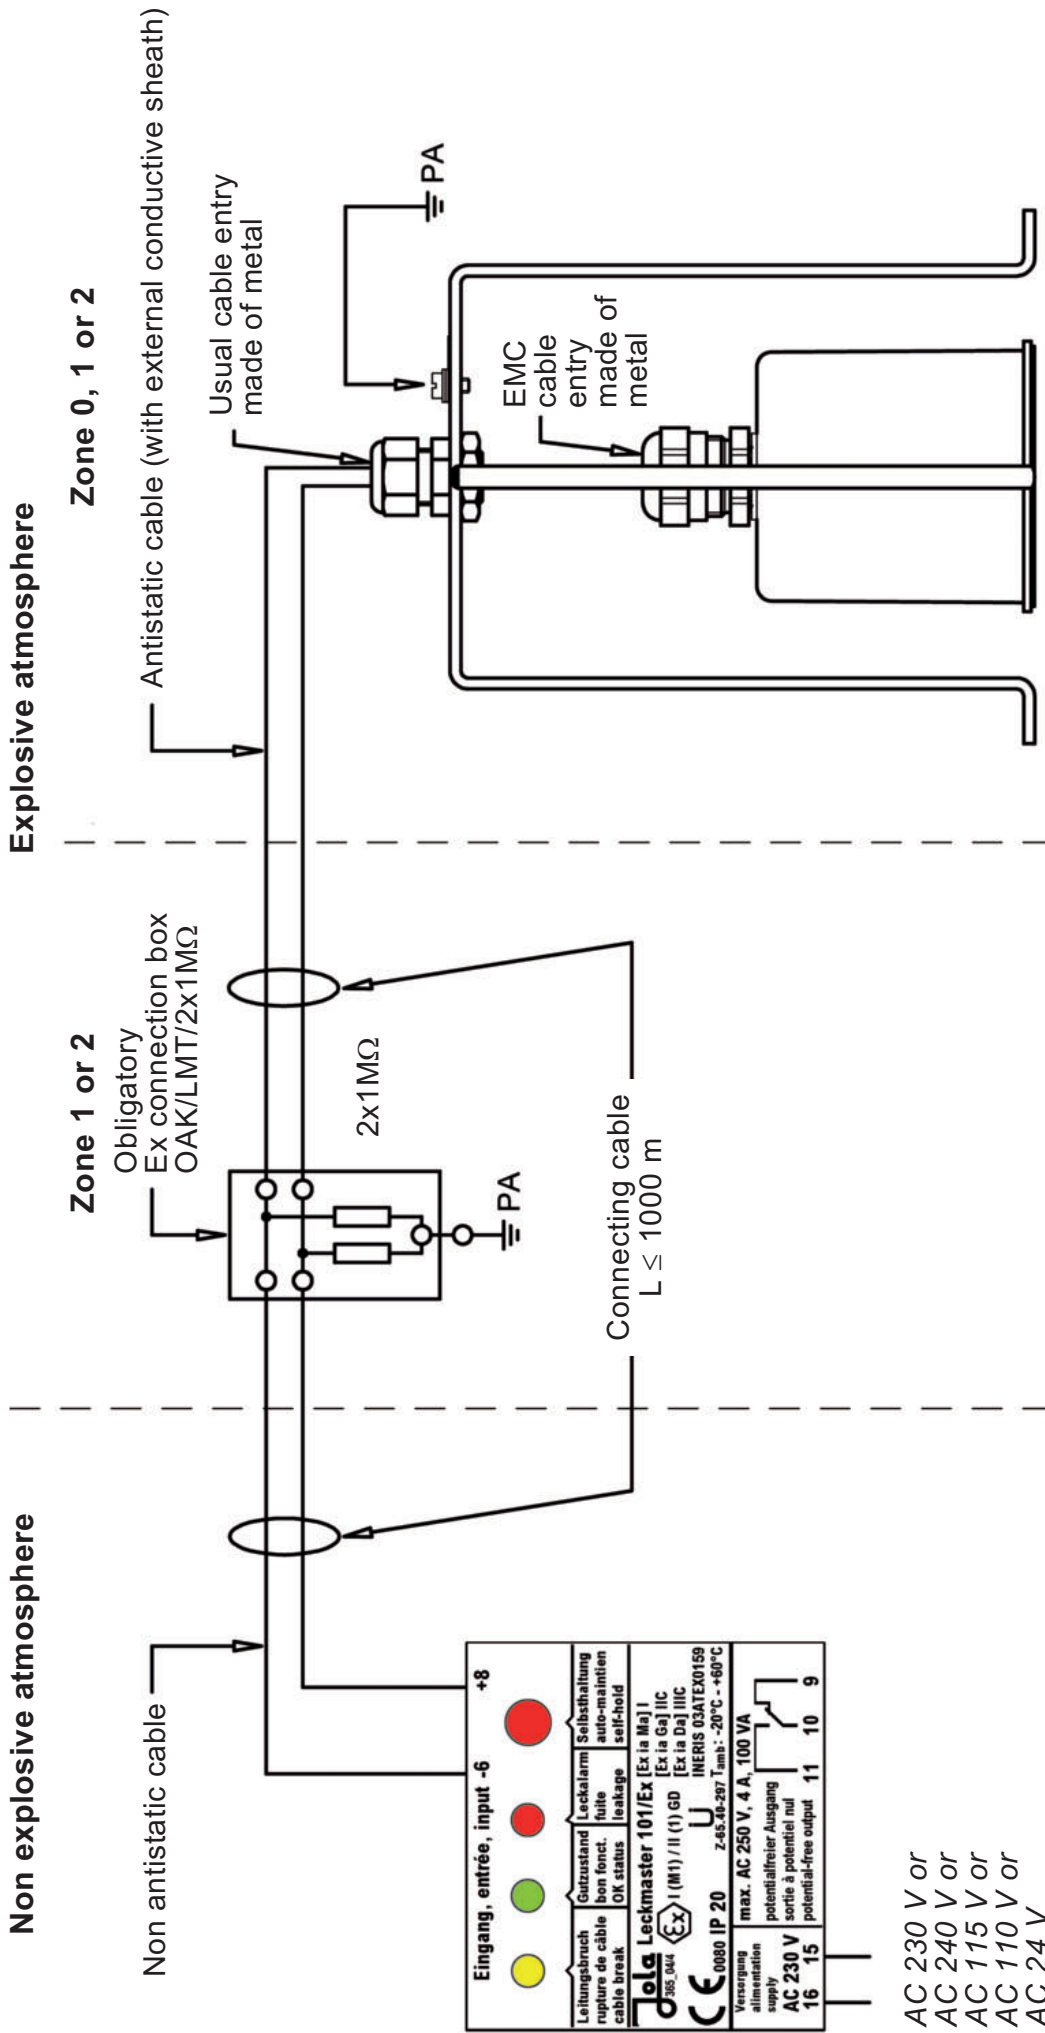 Non explosive atmosphere
Explosive atmosphere
Zone 1 or 2
Zone 0, 1 or 2
Non antistatic cable
Obligatory
Ex connection box
OAK/LMT/2x1MΩ
Antistatic cable (with external conductive sheath)
Usual cable entry
made of metal
PA
2x1MΩ
PA
EMC
cable
entry
made of
metal
Connecting cable
L ≤ 1000 m
Eingang, entrée, input -6 +8
Leitungsbruch
rupture de câble
cable break
Gutzustand
bon fonct.
OK status
Leckalarm
fuite
leakage
Selbsthaltung
auto-maintien
self-hold
Jola Leckmaster 101/Ex
365_04/4
Ex I (M1) / II (1) GD
[Ex ia Ma] I
[Ex ia Ga] IIC
[Ex ia Da] IIIC
INERIS 03ATEX0159
CE 0080 IP 20
Ü
Z-65.40-297 Tamb: -20°C - +60°C
Versorgung
alimentation
supply
AC 230 V
16 15
max. AC 250 V, 4 A, 100 VA
potentialfreier Ausgang
sortie à potentiel nul
potential-free output 11 10 9
AC 230 V or
AC 240 V or
AC 115 V or
AC 110 V or
AC 24 V